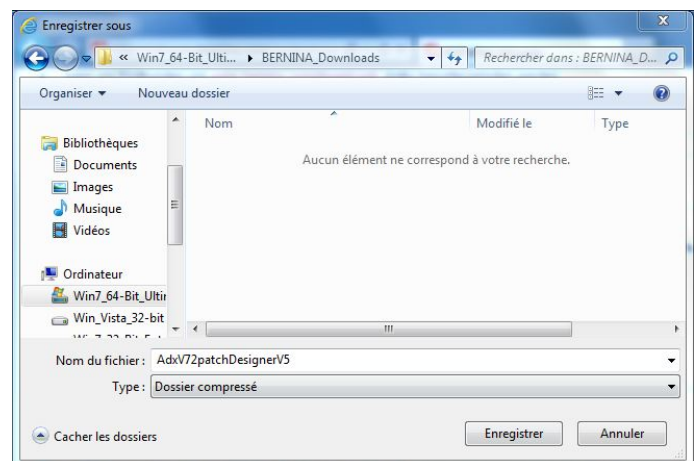 Enregistrer sous
« Win7_64-Bit_Ulti... ▸ BERNINA_Downloads
Rechercher dans : BERNINA_D...
Organiser
Nouveau dossier
Nom
Modifié le
Type
Aucun élément ne correspond à votre recherche.
Bibliothèques
Documents
Images
Musique
Vidéos
Ordinateur
Win7_64-Bit_Ultin
Win_Vista_32-bit
Nom du fichier : AdxV72patchDesignerV5
Type : Dossier compressé
Cacher les dossiers
Enregistrer
Annuler